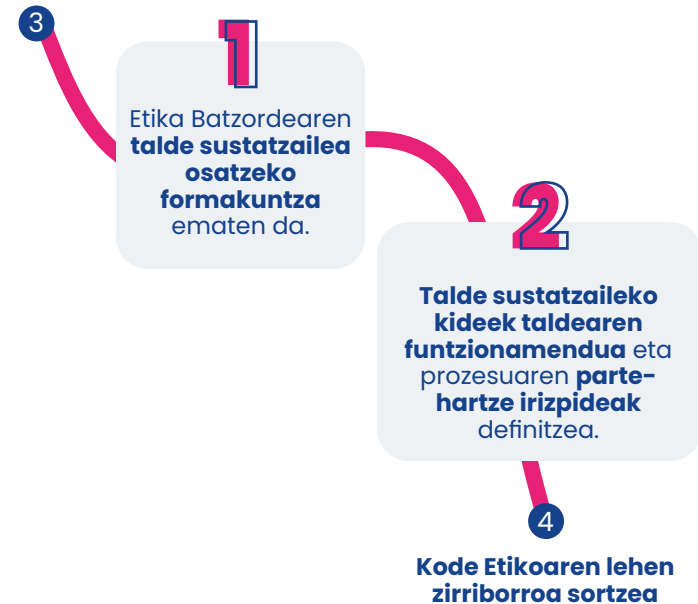 3
1
Etika Batzordearen
talde sustatzailea
osatzeko
formakuntza
ematen da.
2
Talde sustatzaileko
kideek taldearen
funtzionamendua eta
prozesuaren parte-
hartze irizpideak
definitzea.
4
Kode Etikoaren lehen
zirriborroa sortzea